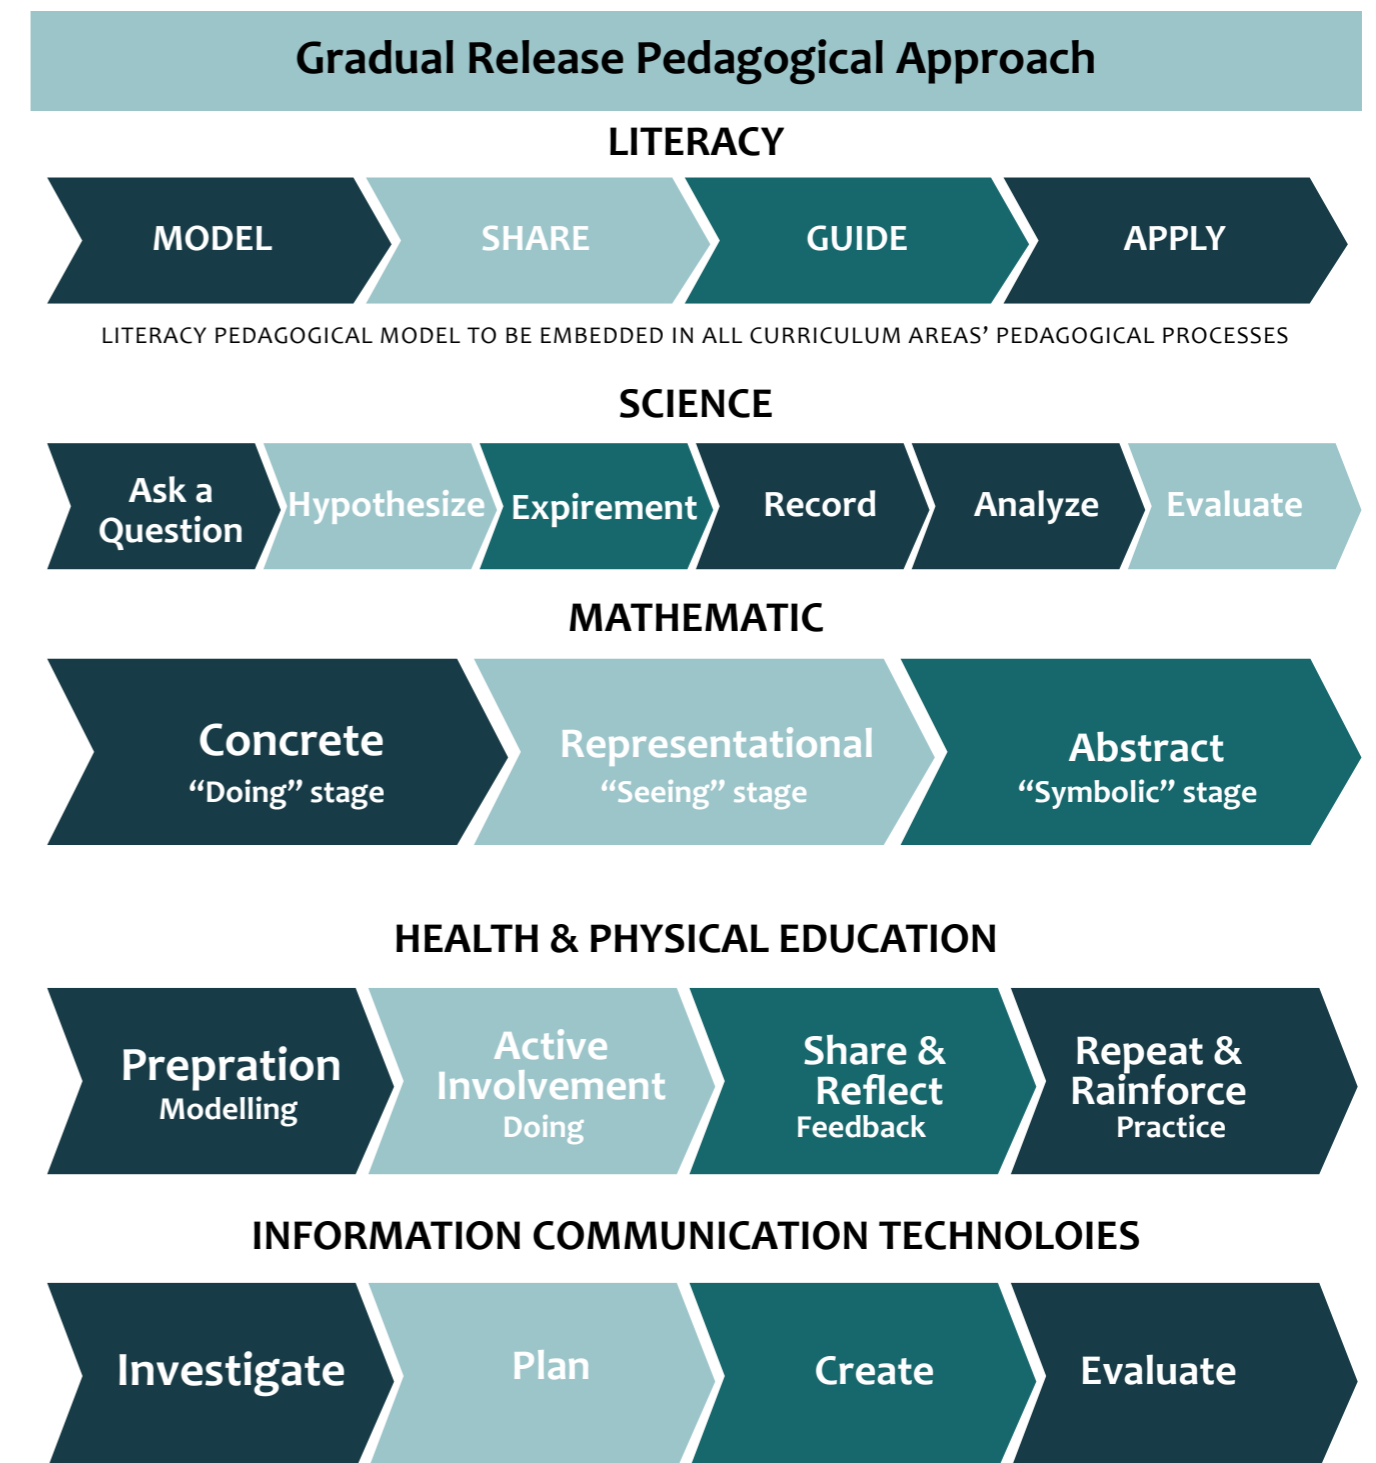 Gradual Release Pedagogical Approach
LITERACY
MODEL
SHARE
GUIDE
APPLY
LITERACY PEDAGOGICAL MODEL TO BE EMBEDDED IN ALL CURRICULUM AREAS’ PEDAGOGICAL PROCESSES
SCIENCE
Ask a
Question
Hypothesize
Expirement
Record
Analyze
Evaluate
MATHEMATIC
Concrete
“Doing” stage
Representational
“Seeing” stage
Abstract
“Symbolic” stage
HEALTH & PHYSICAL EDUCATION
Prepration
Modelling
Active
Involvement
Doing
Share &
Reflect
Feedback
Repeat &
Rainforce
Practice
INFORMATION COMMUNICATION TECHNOLOIES
Investigate
Plan
Create
Evaluate